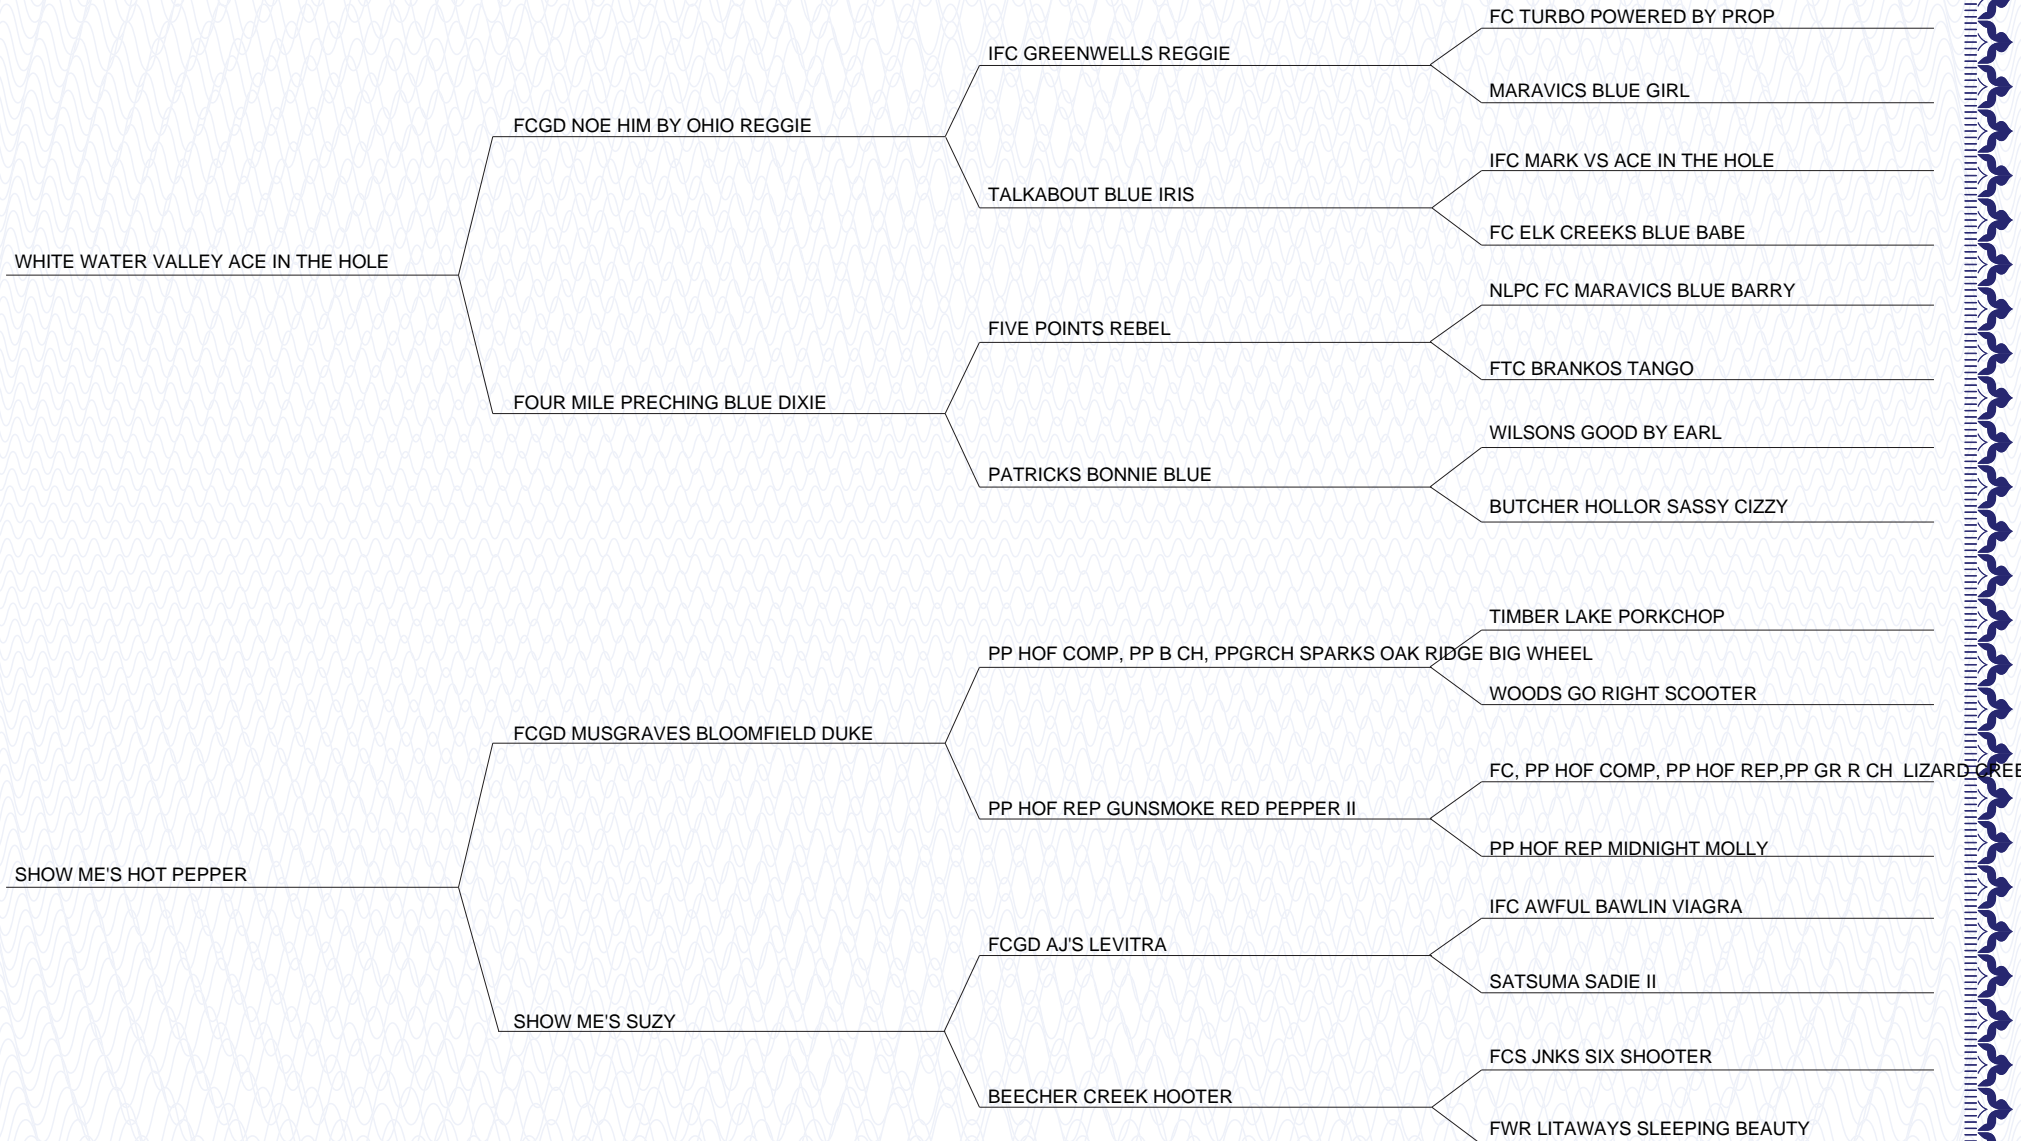 FC TURBO POWERED BY PROP
IFC GREENWELLS REGGIE
MARAVICS BLUE GIRL
FCGD NOE HIM BY OHIO REGGIE
IFC MARK VS ACE IN THE HOLE
TALKABOUT BLUE IRIS
FC ELK CREEKS BLUE BABE
WHITE WATER VALLEY ACE IN THE HOLE
NLPC FC MARAVICS BLUE BARRY
FIVE POINTS REBEL
FTC BRANKOS TANGO
FOUR MILE PRECHING BLUE DIXIE
WILSONS GOOD BY EARL
PATRICKS BONNIE BLUE
BUTCHER HOLLOR SASSY CIZZY
TIMBER LAKE PORKCHOP
PP HOF COMP, PP B CH, PPGRCH SPARKS OAK RIDGE BIG WHEEL
WOODS GO RIGHT SCOOTER
FCGD MUSGRAVES BLOOMFIELD DUKE
FC, PP HOF COMP, PP HOF REP,PP GR R CH  LIZARD
PP HOF REP GUNSMOKE RED PEPPER II
PP HOF REP MIDNIGHT MOLLY
SHOW ME'S HOT PEPPER
IFC AWFUL BAWLIN VIAGRA
FCGD AJ'S LEVITRA
SATSUMA SADIE II
SHOW ME'S SUZY
FCS JNKS SIX SHOOTER
BEECHER CREEK HOOTER
FWR LITAWAYS SLEEPING BEAUTY